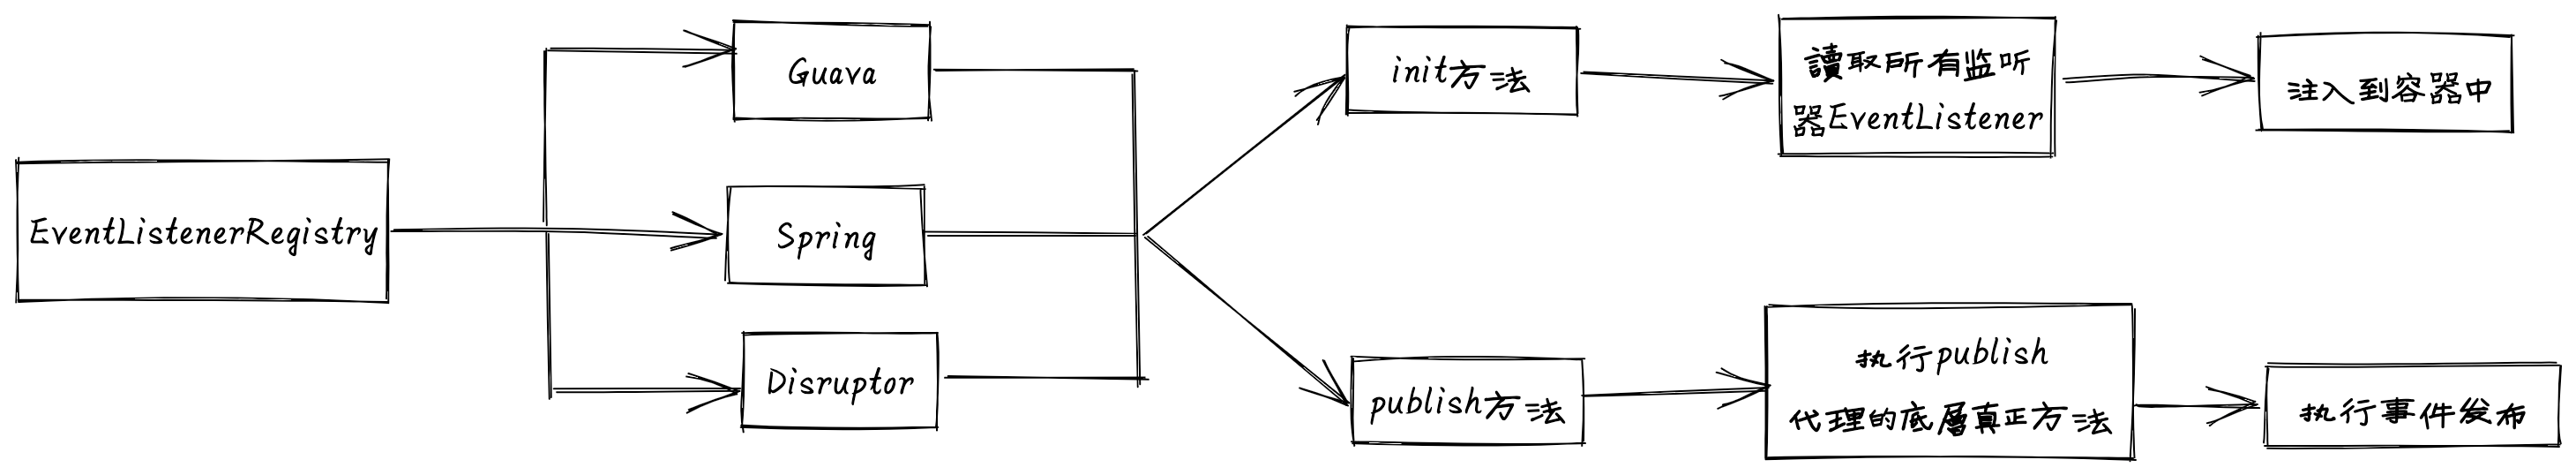 EventListenerRegistry
Guava
Spring
Disruptor
init方法
讀取所有监听
器EventListener
注入到容器中
publish方法
执行publish
代理的底層真正方法
执行事件发布